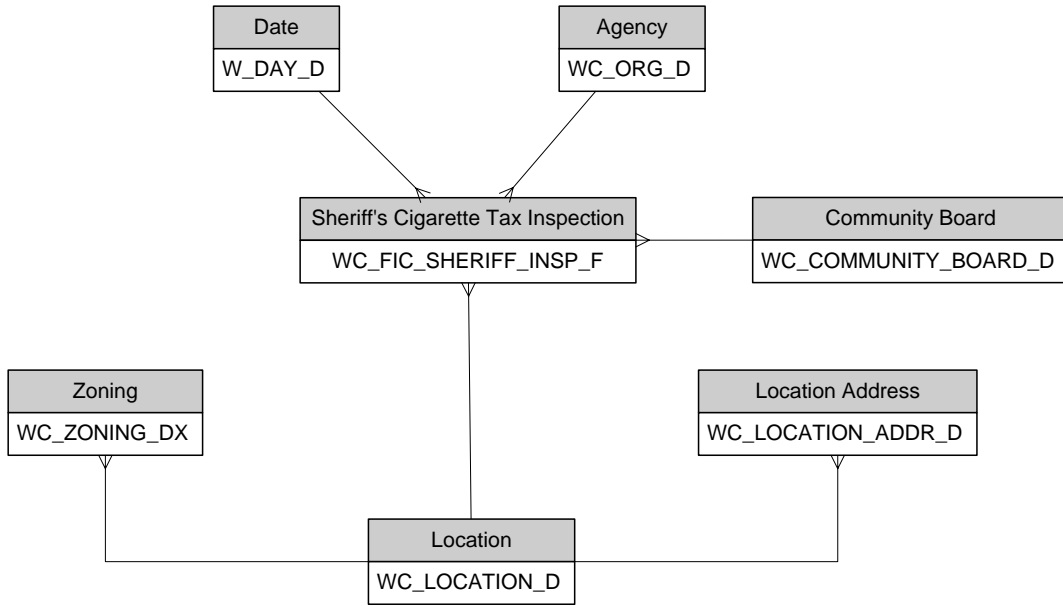 Date
W_DAY_D
Agency
WC_ORG_D
Sheriff's Cigarette Tax Inspection
WC_FIC_SHERIFF_INSP_F
Community Board
WC_COMMUNITY_BOARD_D
Zoning
WC_ZONING_DX
Location Address
WC_LOCATION_ADDR_D
Location
WC_LOCATION_D